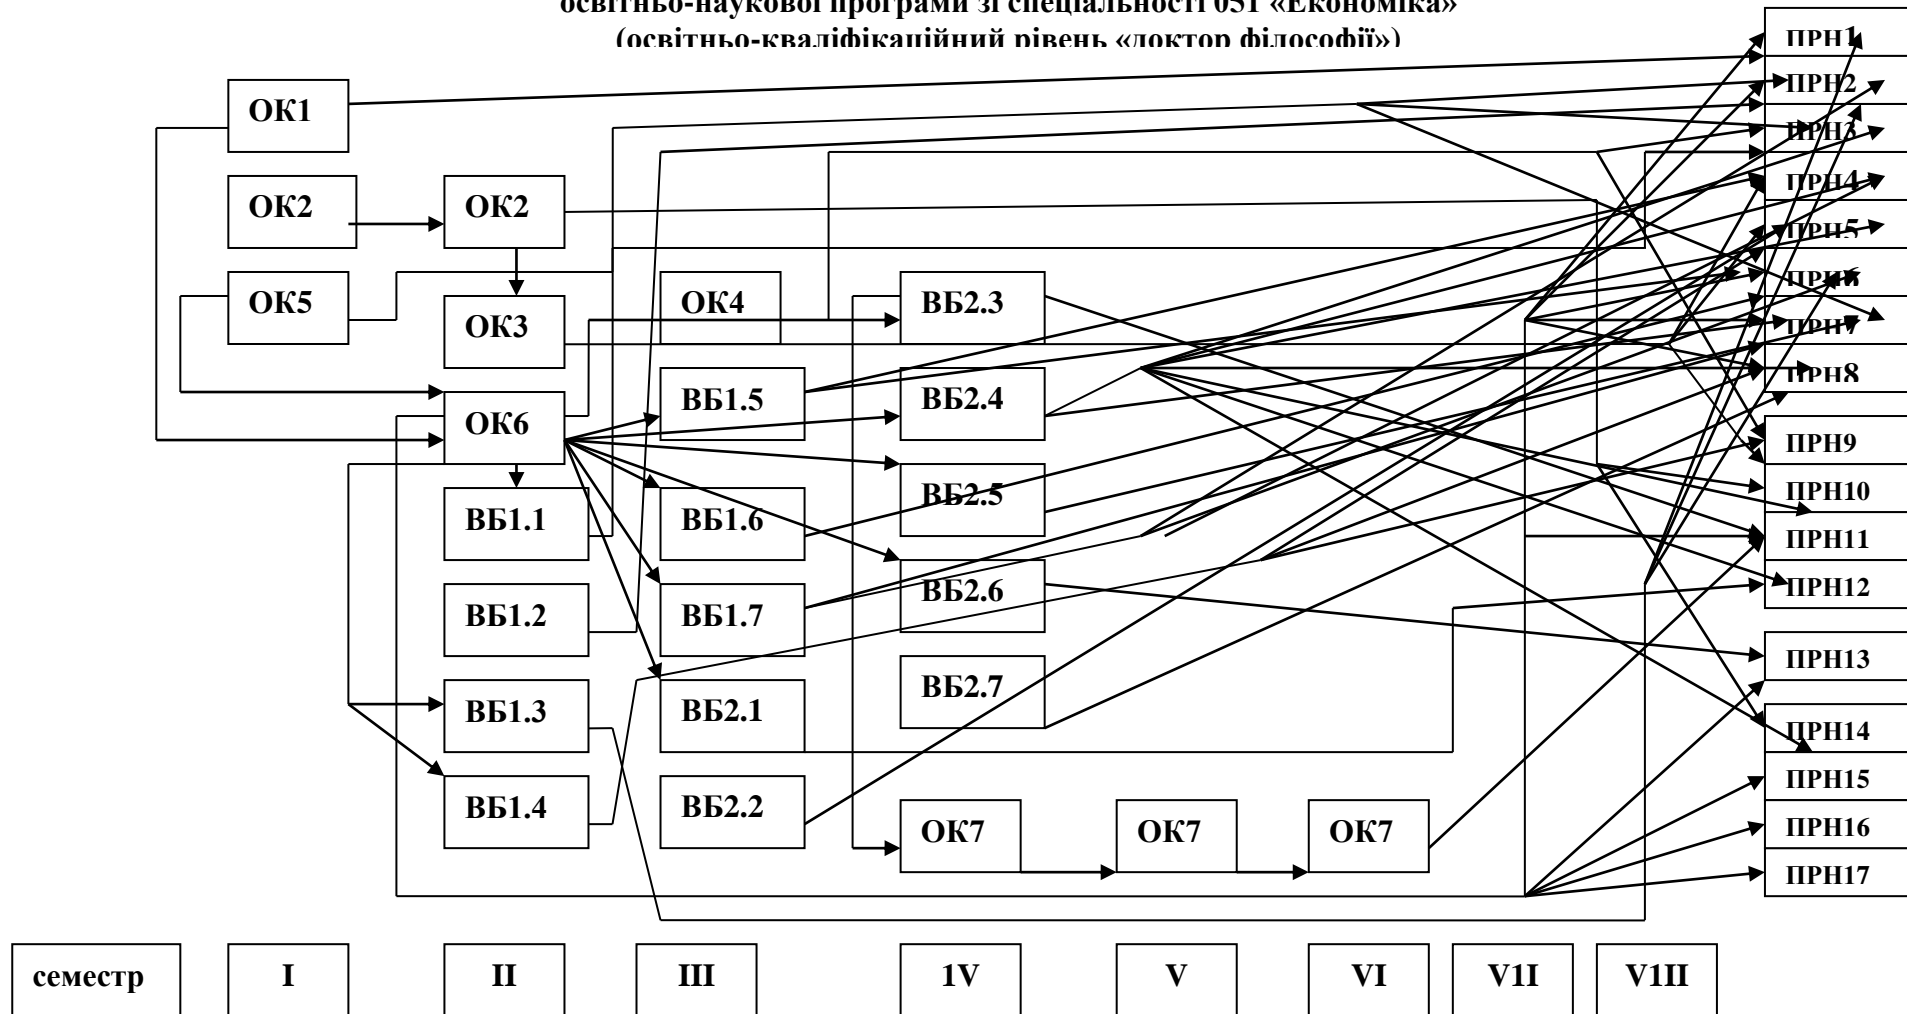 освітньо-наукової програми зі спеціальності 051 «Економіка»
(освітньо-кваліфікаційний рівень «доктор філософії»)
ОК1
ОК2
ОК5
ОК2
ОК3
ОК6
ВБ1.1
ВБ1.2
ВБ1.3
ВБ1.4
ОК4
ВБ1.5
ВБ1.6
ВБ1.7
ВБ2.1
ВБ2.2
ВБ2.3
ВБ2.4
ВБ2.5
ВБ2.6
ВБ2.7
ОК7
ОК7
ОК7
ПРН1
ПРН2
ПРН3
ПРН4
ПРН5
ПРН6
ПРН7
ПРН8
ПРН9
ПРН10
ПРН11
ПРН12
ПРН13
ПРН14
ПРН15
ПРН16
ПРН17
семестр
I
II
III
1V
V
VI
V1I
V1II